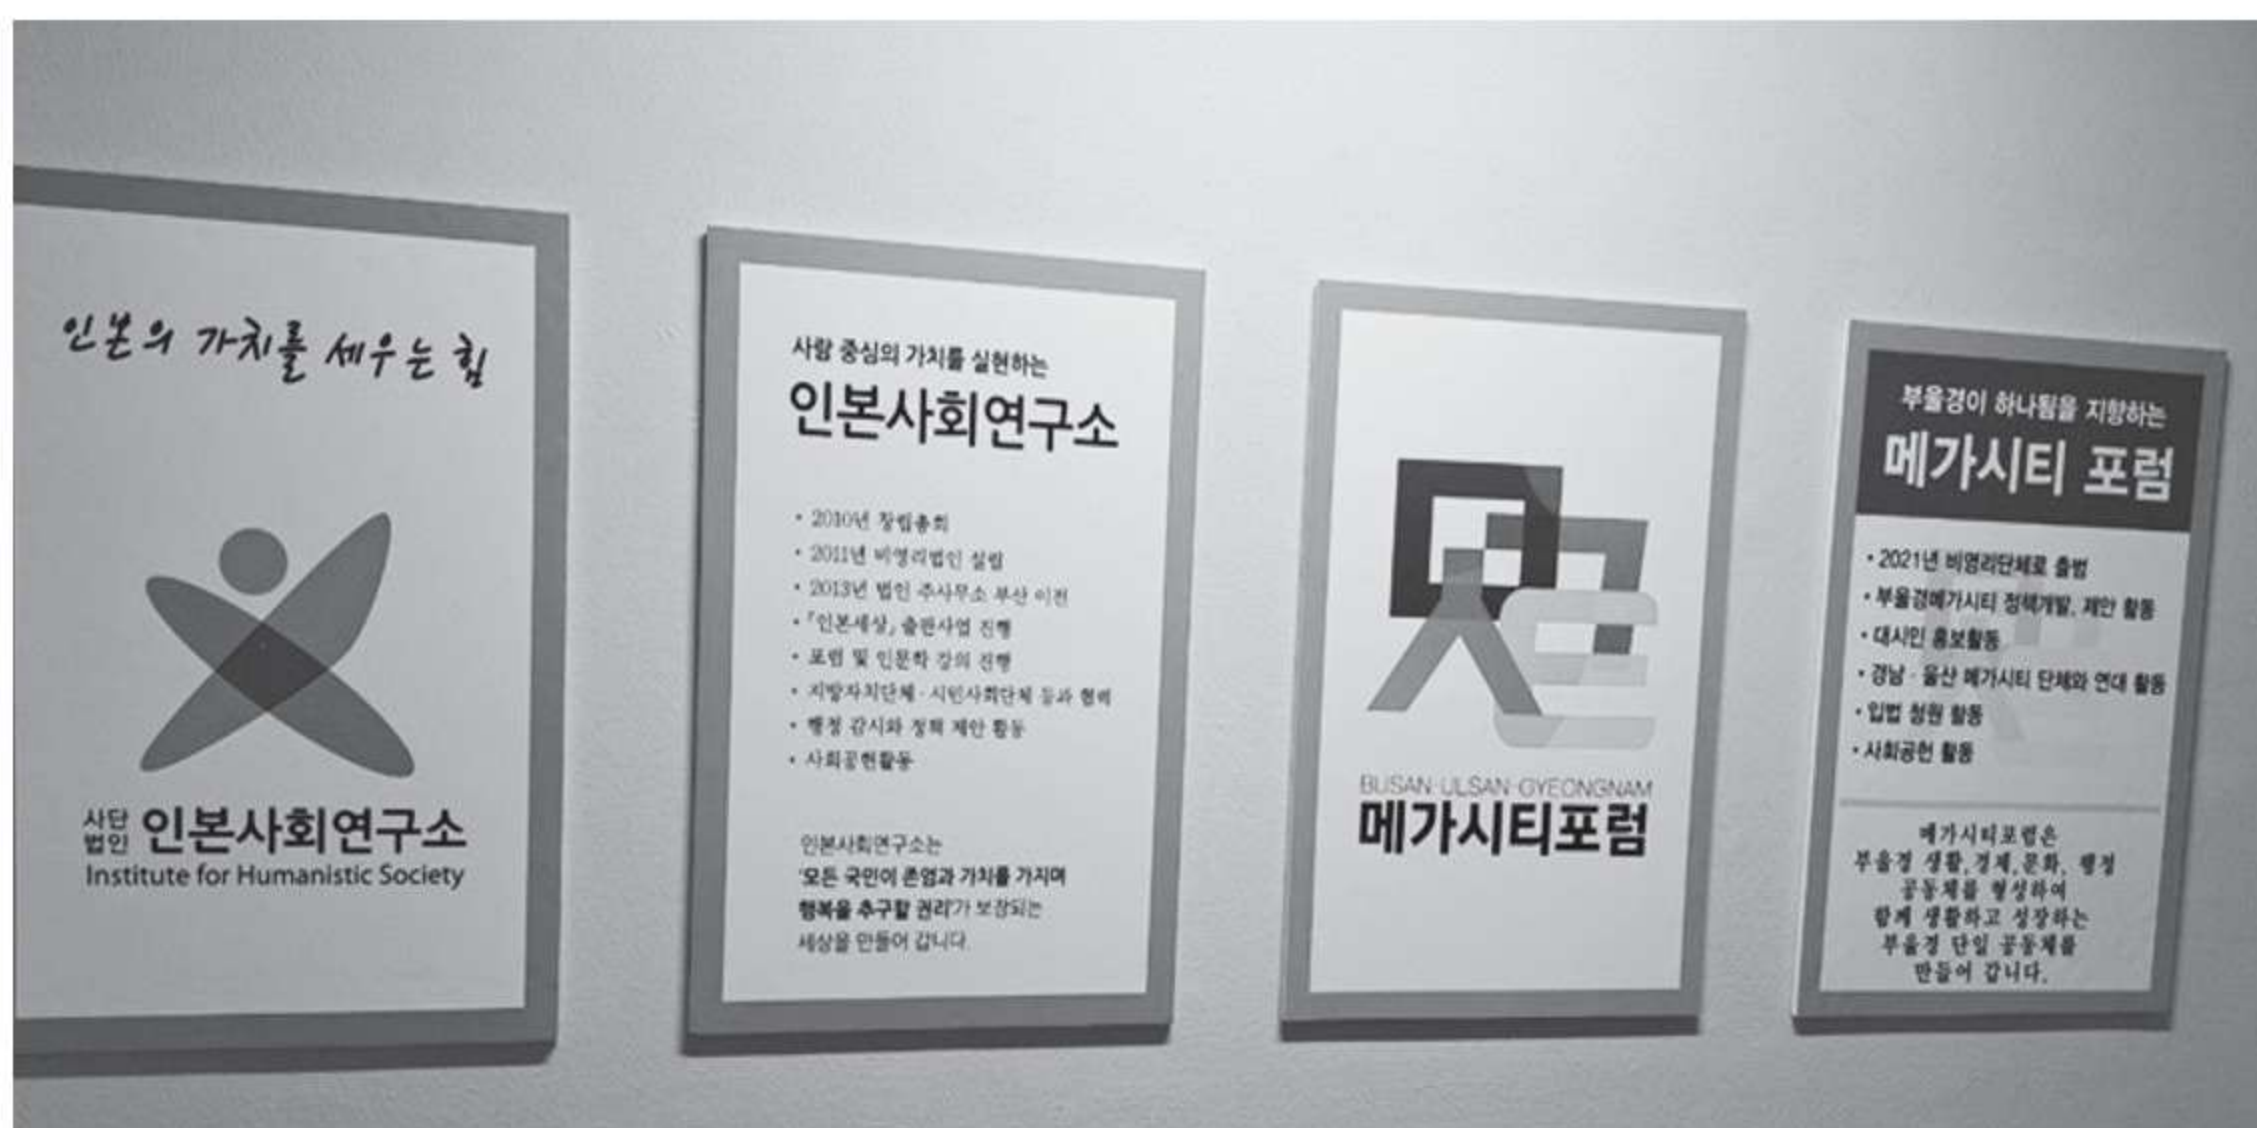 인본의 가치를 세우는 힘
사단
법인
인본사회연구소
Institute for Humanistic Society
사람 중심의 가치를 실현하는
인본사회연구소
• 2010년 창립총회
• 2011년 비영리법인 설립
• 2013년 법인 주사무소 부산 이전
• 「인본세상」 출판사업 진행
• 포럼 및 인문학 강의 진행
• 지방자치단체 · 시민사회단체 등과 협력
• 행정 감시와 정책 제안 활동
• 사회공헌활동
인본사회연구소는
'모든 국민이 존엄과 가치를 가지며
행복을 추구할 권리'가 보장되는
세상을 만들어 갑니다.
BUSAN·ULSAN·GYEONGNAM
메가시티포럼
부울경이 하나됨을 지향하는
메가시티 포럼
• 2021년 비영리단체로 출범
• 부울경메가시티 정책개발, 제안 활동
• 대시민 홍보활동
• 경남 · 울산 메가시티 단체와 연대 활동
• 입법 청원 활동
• 사회공헌 활동
메가시티포럼은
부울경 생활, 경제, 문화, 행정
공동체를 형성하여
함께 생활하고 성장하는
부울경 단일 공동체를
만들어 갑니다.